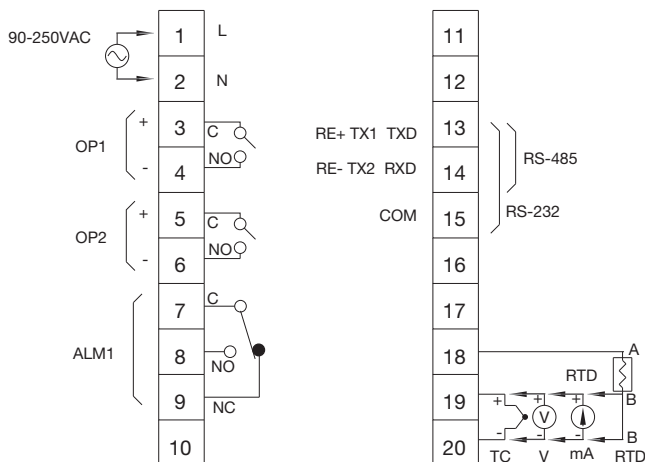 90-250VAC
1 L
2 N
OP1
+ 3 C
- 4 NO
OP2
+ 5 C
- 6 NO
ALM1
7 C
8 NO
9 NC
10
11
12
RE+ TX1 TXD 13
RE- TX2 RXD 14
RS-485
COM 15
RS-232
16
17
18 A
RTD
19 + + V + B
20 - - - B
TC V mA RTD